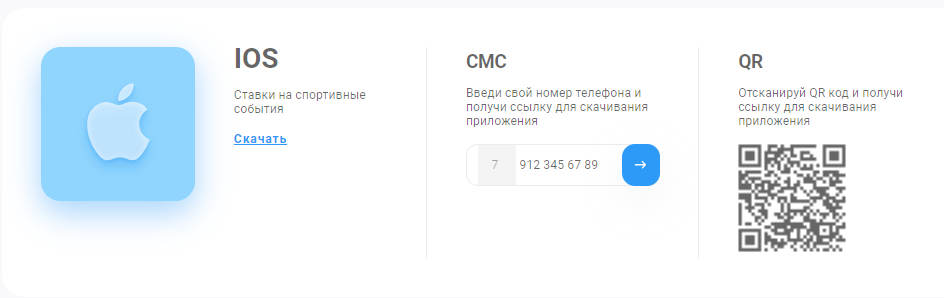 IOS
Ставки на спортивные
события
Скачать
СМС
Введи свой номер телефона и
получи ссылку для скачивания
приложения
7 912 345 67 89
QR
Отсканируй QR код и получи
ссылку для скачивания
приложения